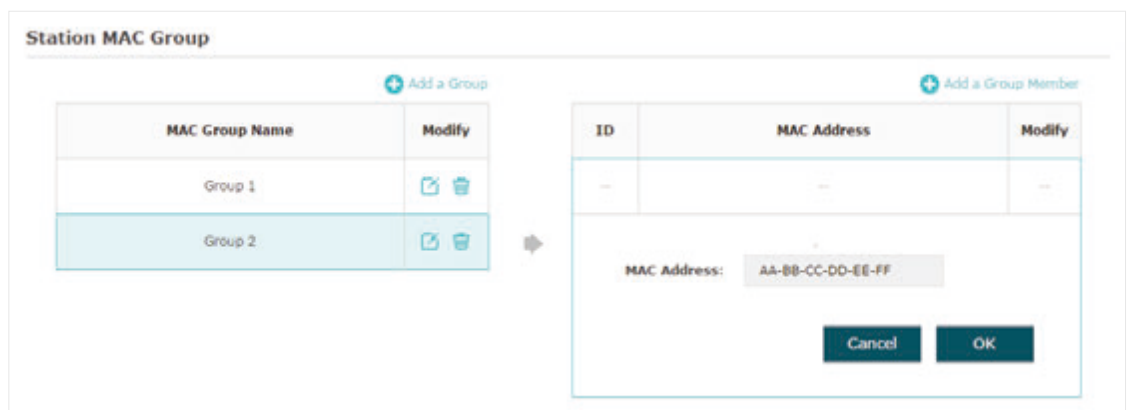 Station MAC Group
Add a Group
Add a Group Member
MAC Group Name Modify
ID MAC Address Modify
Group 1
-- -- --
Group 2
MAC Address: AA-BB-CC-DD-EE-FF
Cancel OK